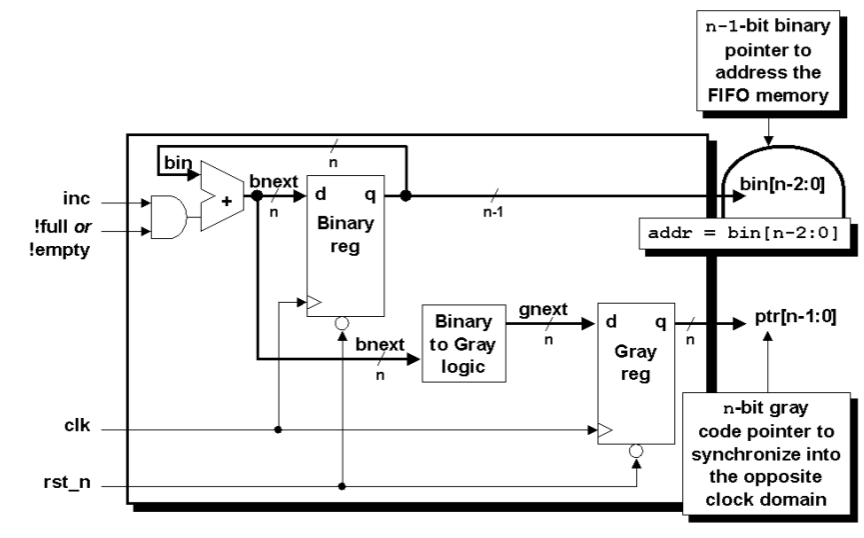 n-1-bit binary
pointer to
address the
FIFO memory
n
bin
bnext
n
inc
!full or
!empty
+
d q
Binary
reg
n-1
bin[n-2:0]
addr = bin[n-2:0]
bnext
n
Binary
to Gray
logic
gnext
n
d q
Gray
reg
n
ptr[n-1:0]
clk
rst_n
n-bit gray
code pointer to
synchronize into
the opposite
clock domain